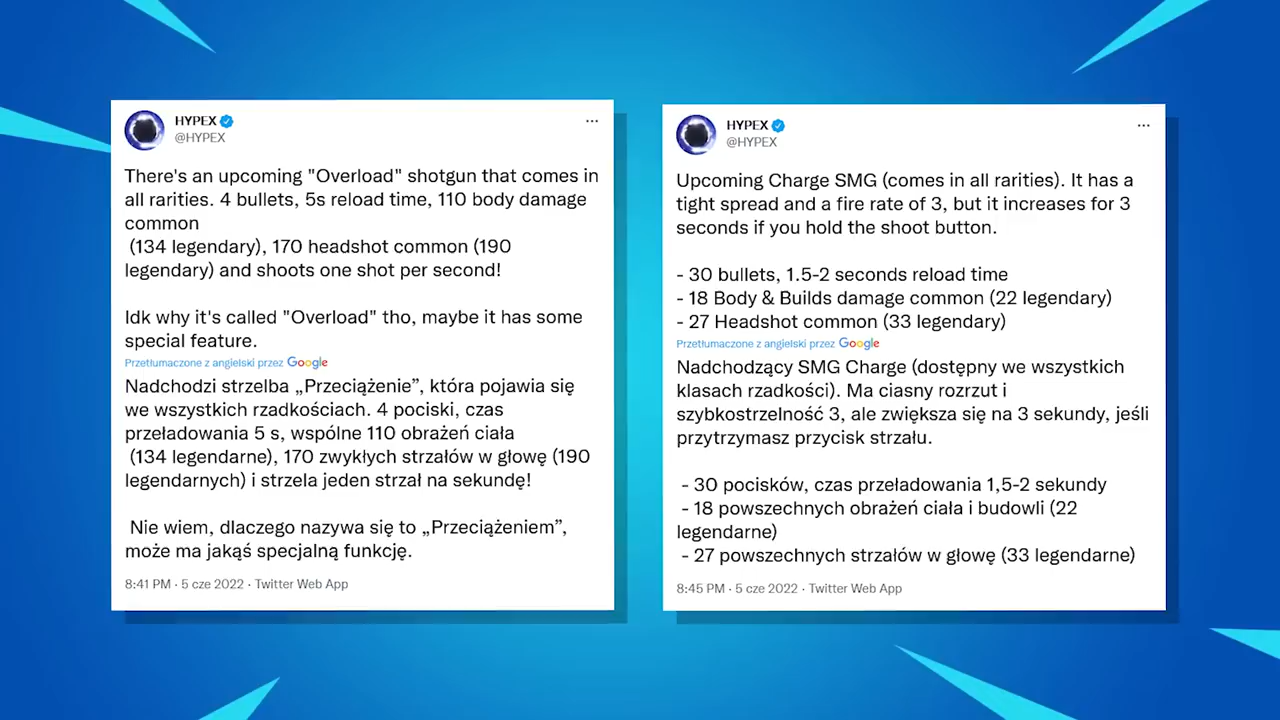 HYPEX
@HYPEX
There's an upcoming "Overload" shotgun that comes in
all rarities. 4 bullets, 5s reload time, 110 body damage
common
(134 legendary), 170 headshot common (190
legendary) and shoots one shot per second!
Idk why it's called "Overload" tho, maybe it has some
special feature.
Przetłumaczone z angielski przez Google
Nadchodzi strzelba „Przeciążenie”, która pojawia się
we wszystkich rzadkościach. 4 pociski, czas
przeładowania 5 s, wspólne 110 obrażeń ciała
(134 legendarne), 170 zwykłych strzałów w głowę (190
legendarnych) i strzela jeden strzał na sekundę!
Nie wiem, dlaczego nazywa się to „Przeciążeniem”,
może ma jakąś specjalną funkcję.
8:41 PM · 5 cze 2022 · Twitter Web App
HYPEX
@HYPEX
Upcoming Charge SMG (comes in all rarities). It has a
tight spread and a fire rate of 3, but it increases for 3
seconds if you hold the shoot button.
- 30 bullets, 1.5-2 seconds reload time
- 18 Body & Builds damage common (22 legendary)
- 27 Headshot common (33 legendary)
Przetłumaczone z angielski przez Google
Nadchodzący SMG Charge (dostępny we wszystkich
klasach rzadkości). Ma ciasny rozrzut i
szybkostrzelność 3, ale zwiększa się na 3 sekundy, jeśli
przytrzymasz przycisk strzału.
- 30 pocisków, czas przeładowania 1,5-2 sekundy
- 18 powszechnych obrażeń ciała i budowli (22
legendarne)
- 27 powszechnych strzałów w głowę (33 legendarne)
8:45 PM · 5 cze 2022 · Twitter Web App